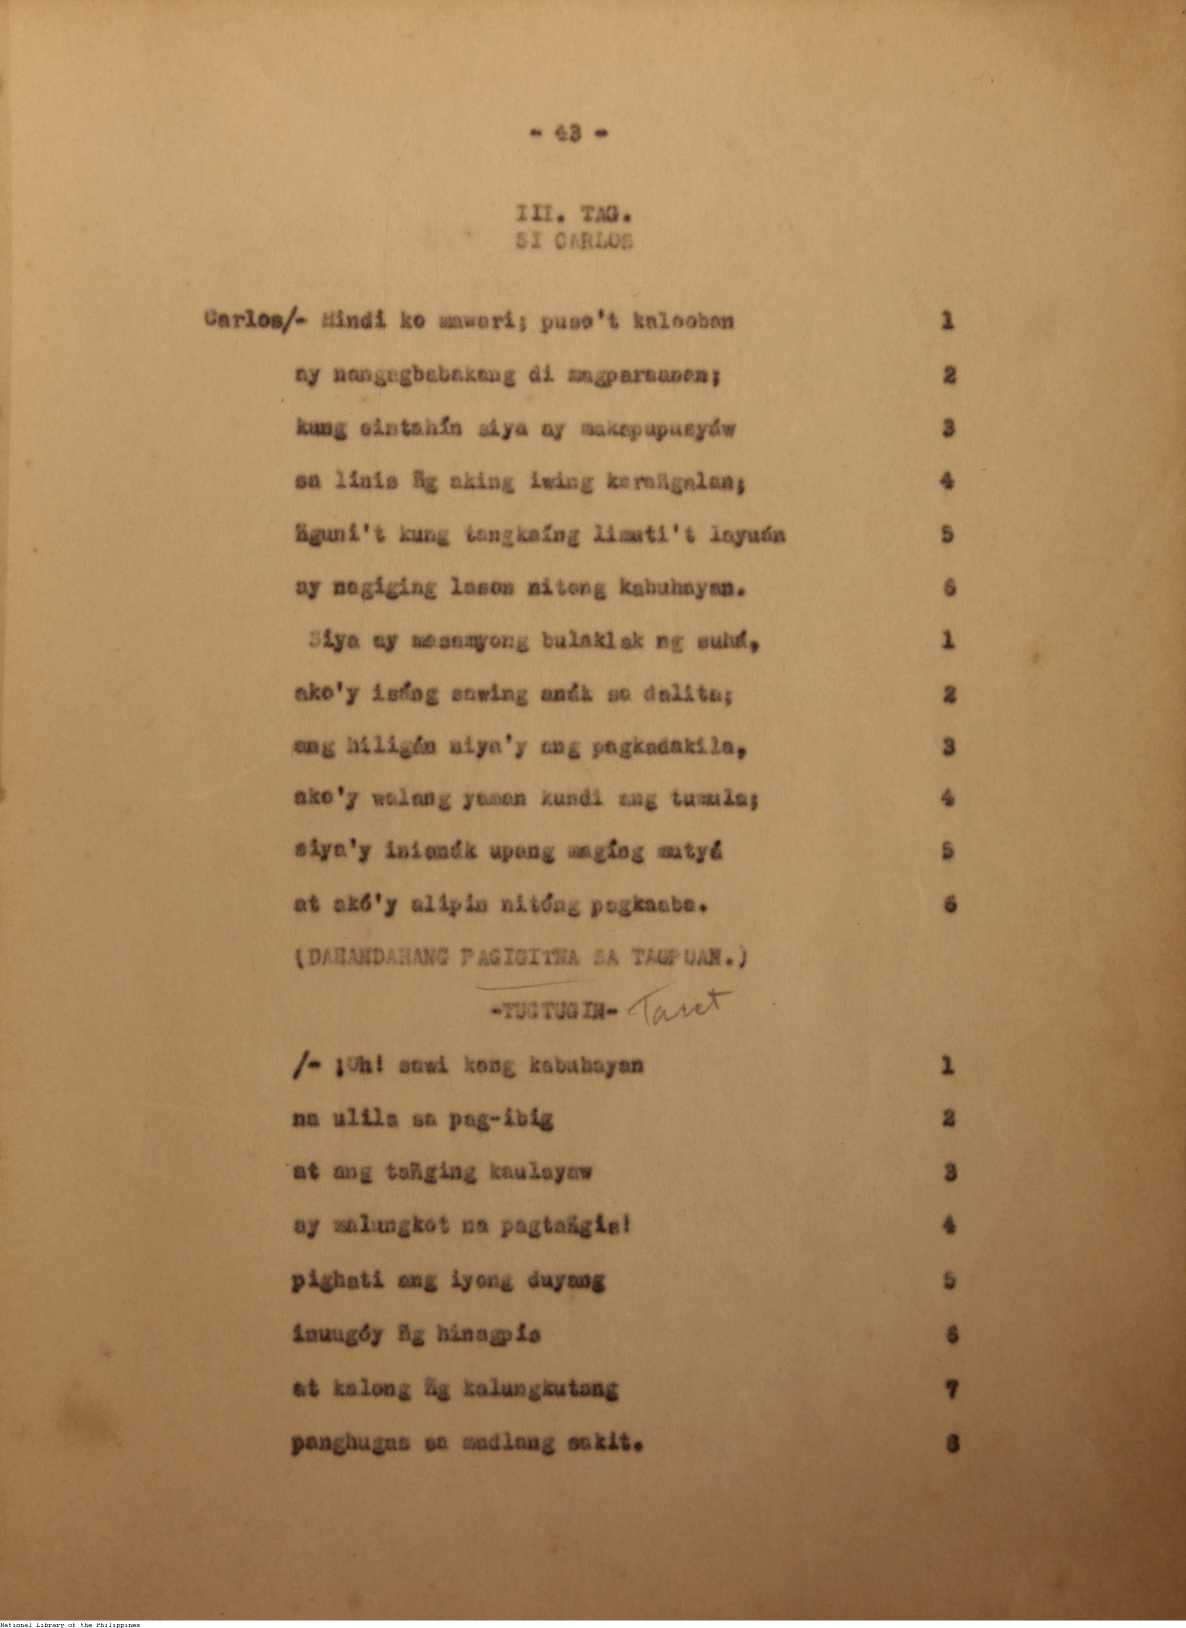 - 43 -
III. TAG.
SI CARLOS
Carlos/- Hindi ko mawari; puso't kalooban 1
ay nangagbabakang di magparaanan; 2
kung sintahín siya ay makapupusyáw 3
sa linis ñg aking iwing karañgalan; 4
ñguni't kung tangkaíng limuti't layuán 5
ay nagiging lason nitong kabuhayan. 6
Siya ay masamyong bulaklak ng suhá, 1
ako'y isáng sawing anák sa dalita; 2
ang hiligán niya'y ang pagkadakila, 3
ako'y walang yaman kundi ang tumula; 4
siya'y inianák upang magíng mutyá 5
at akó'y alipin nitóng pagkaaba. 6
(DAHANDAHANG PAGIGITNA SA TAGPUAN.)
-TUGTUGIN-
/- ¡Oh! sawi kong kabuhayan 1
na ulila sa pag-ibig 2
at ang tañging kaulayaw 3
ay malungkot na pagtañgis! 4
pighati ang iyong duyang 5
inuugóy ñg hinagpís 6
at kalong ñg kalungkutang 7
panghugas sa madlang sakit. 8
National Library of the Philippines